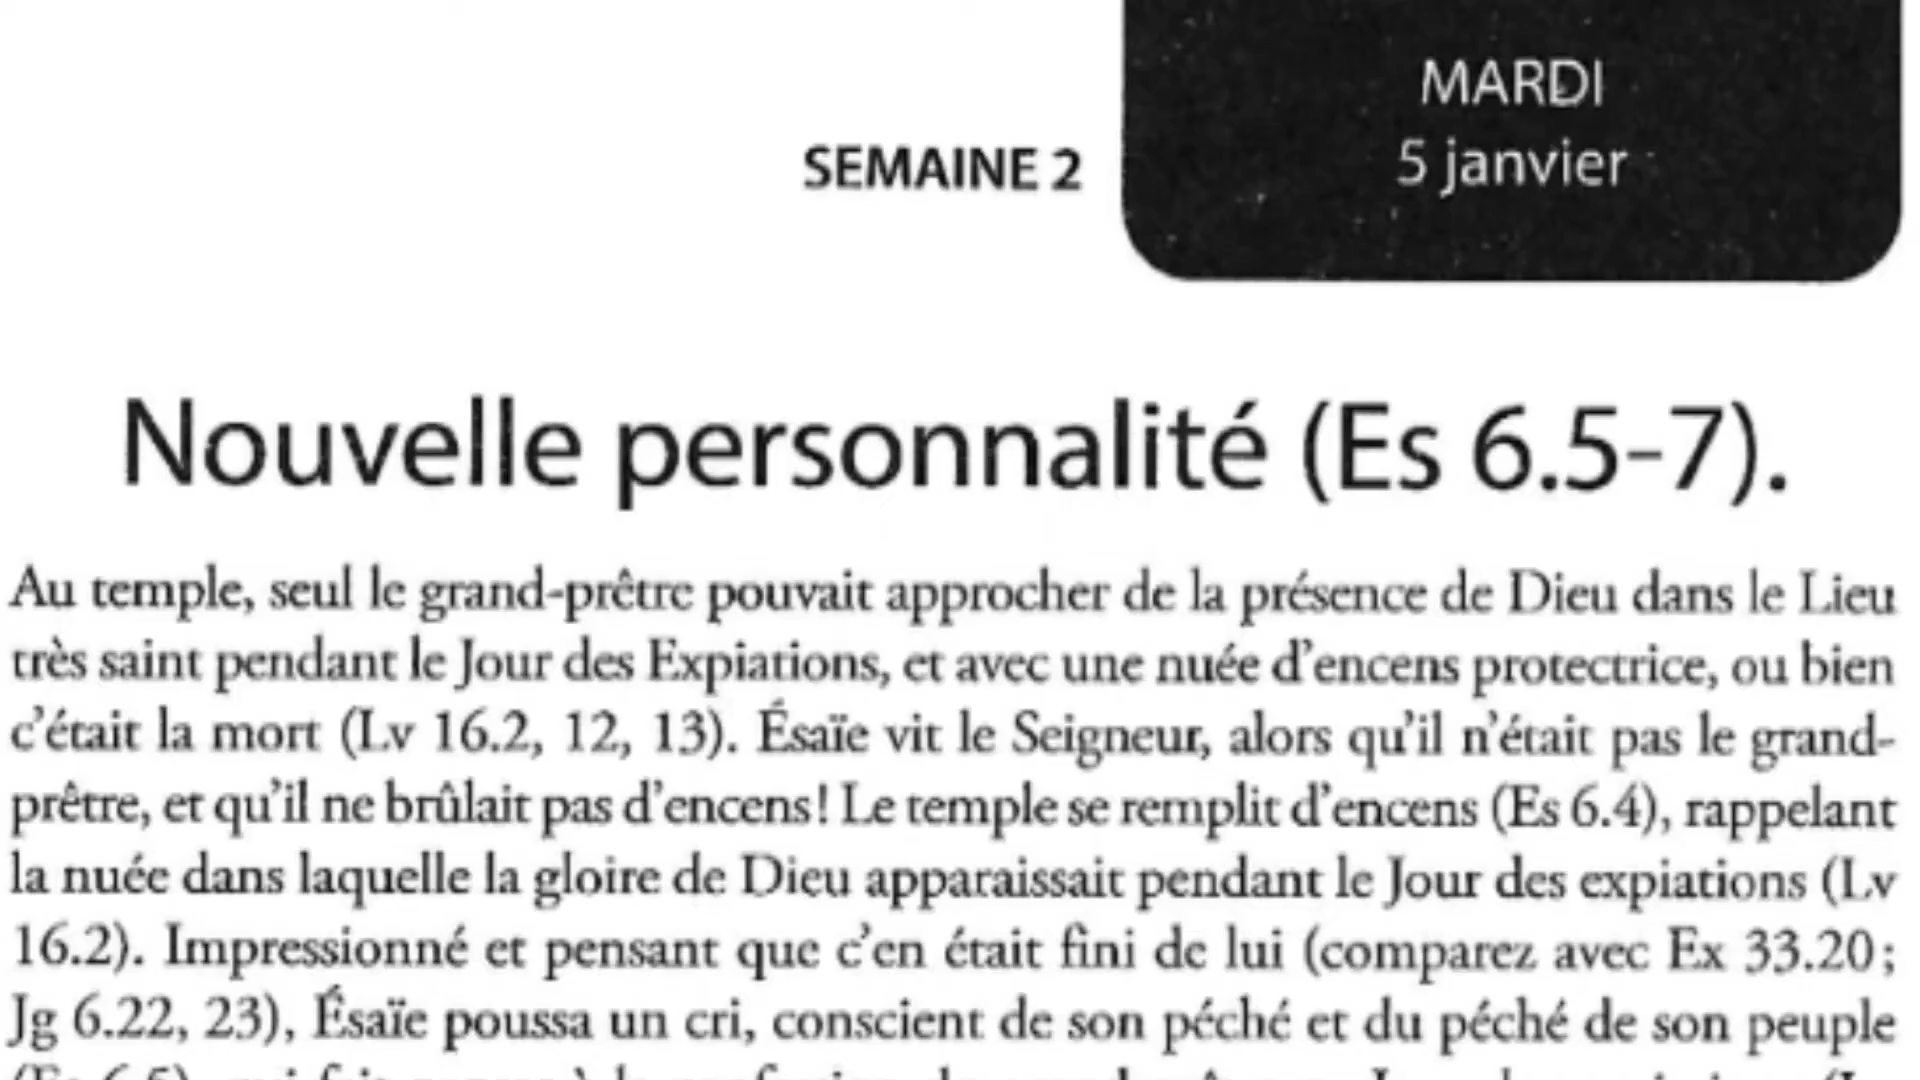 MARDI
5 janvier
SEMAINE 2
Nouvelle personnalité (Es 6.5-7).
Au temple, seul le grand-prêtre pouvait approcher de la présence de Dieu dans le Lieu
très saint pendant le Jour des Expiations, et avec une nuée d'encens protectrice, ou bien
c'était la mort (Lv 16.2, 12, 13). Ésaïe vit le Seigneur, alors qu'il n'était pas le grand-
prêtre, et qu'il ne brûlait pas d'encens! Le temple se remplit d'encens (Es 6.4), rappelant
la nuée dans laquelle la gloire de Dieu apparaissait pendant le Jour des expiations (Lv
16.2). Impressionné et pensant que c'en était fini de lui (comparez avec Ex 33.20;
Jg 6.22, 23), Ésaïe poussa un cri, conscient de son péché et du péché de son peuple